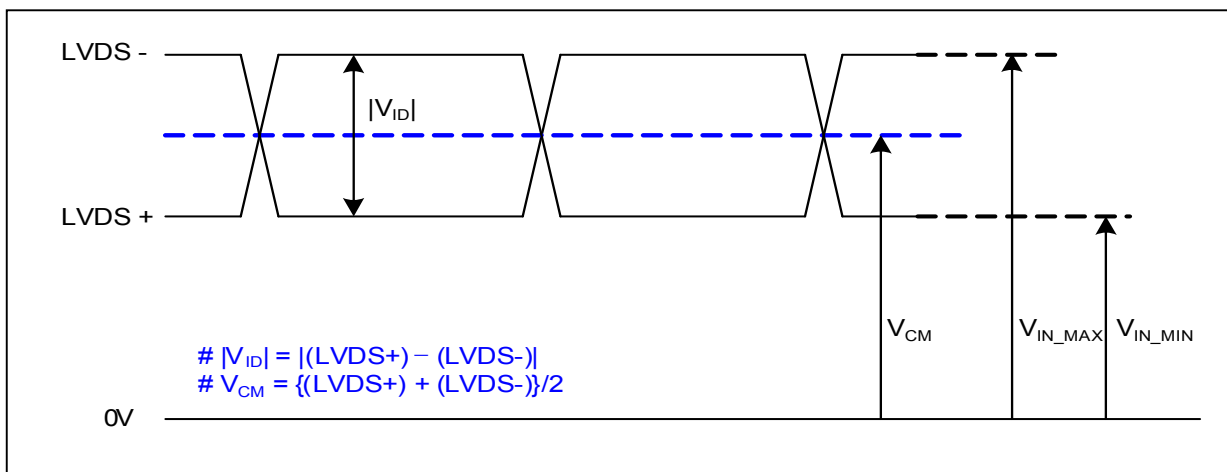 LVDS -
|VID|
LVDS +
VCM
VIN_MAX
VIN_MIN
# |VID| = |(LVDS+) − (LVDS-)|
# VCM = {(LVDS+) + (LVDS-)}/2
0V